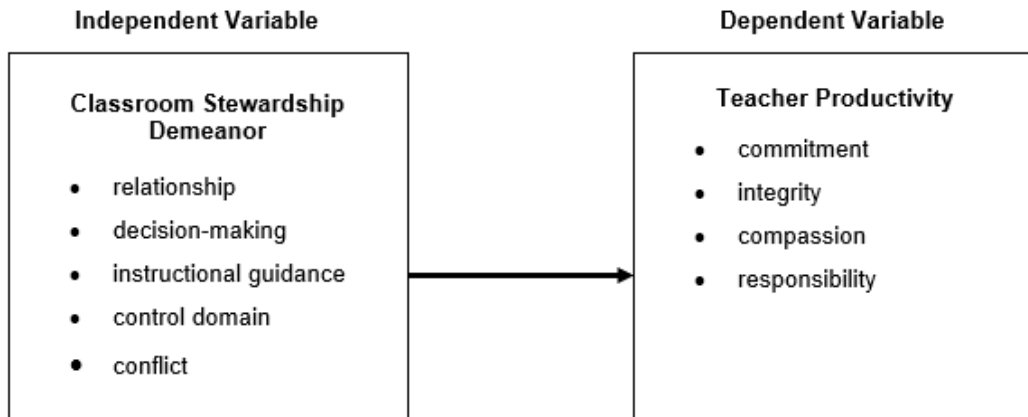 Independent Variable
Classroom Stewardship
Demeanor
• relationship
• decision-making
• instructional guidance
• control domain
• conflict
Dependent Variable
Teacher Productivity
• commitment
• integrity
• compassion
• responsibility